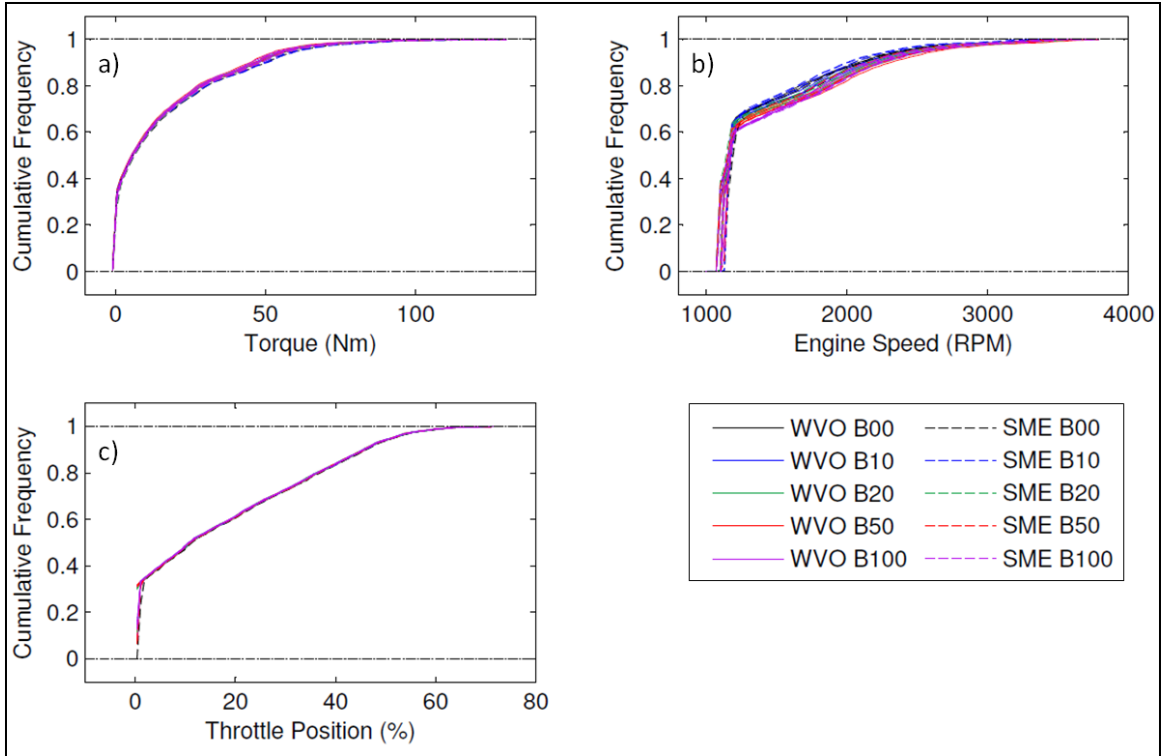 a)
Cumulative Frequency
1
0.8
0.6
0.4
0.2
0
0 50 100
Torque (Nm)
b)
Cumulative Frequency
1
0.8
0.6
0.4
0.2
0
1000 2000 3000 4000
Engine Speed (RPM)
c)
Cumulative Frequency
1
0.8
0.6
0.4
0.2
0
0 20 40 60 80
Throttle Position (%)
WVO B00 SME B00
WVO B10 SME B10
WVO B20 SME B20
WVO B50 SME B50
WVO B100 SME B100